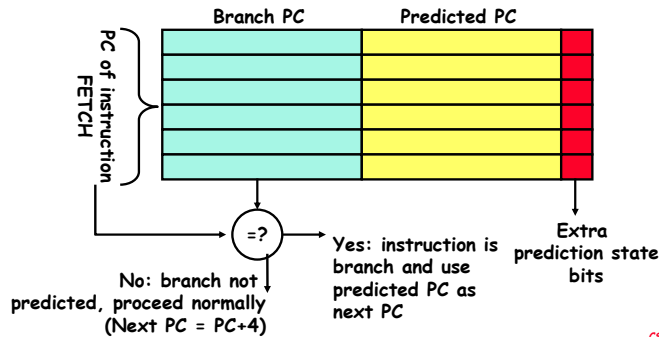 Branch PC
Predicted PC
PC of instruction
FETCH
=?
No: branch not
predicted, proceed normally
(Next PC = PC+4)
Yes: instruction is
branch and use
predicted PC as
next PC
Extra
prediction state
bits